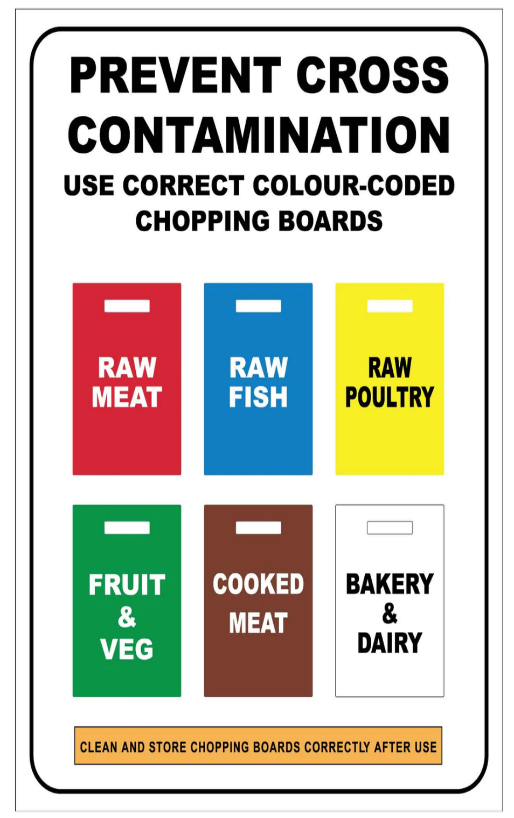 PREVENT CROSS
CONTAMINATION
USE CORRECT COLOUR-CODED
CHOPPING BOARDS
RAW
MEAT
RAW
FISH
RAW
POULTRY
FRUIT
&
VEG
COOKED
MEAT
BAKERY
&
DAIRY
CLEAN AND STORE CHOPPING BOARDS CORRECTLY AFTER USE